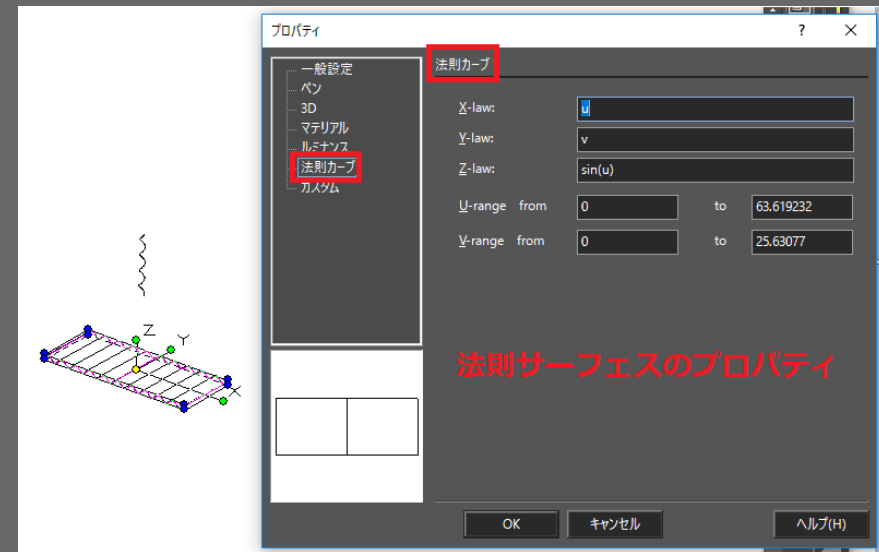 プロパティ
?
×
一般設定
ペン
3D
マテリアル
ルミナンス
法則カーブ
カスタム
法則カーブ
X-law:
u
Y-law:
v
Z-law:
sin(u)
U-range from 0 to 63.619232
V-range from 0 to 25.63077
Z
Y
X
法則サーフェスのプロパティ
OK
キャンセル
ヘルプ(H)